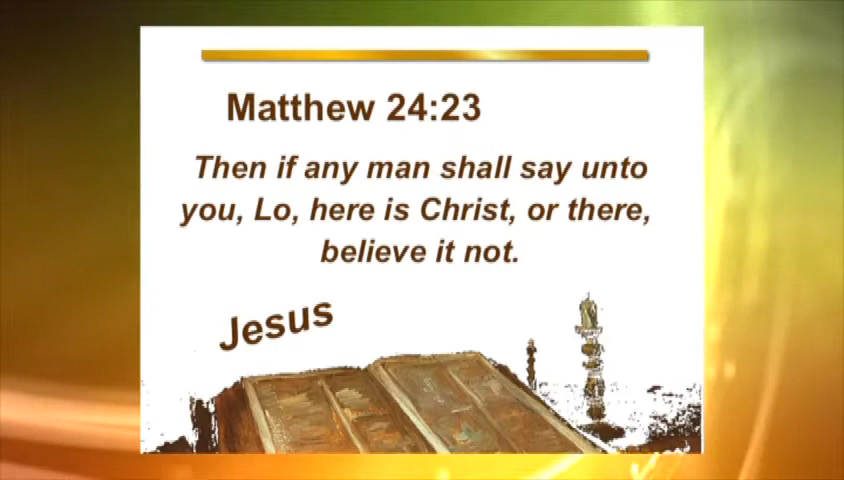 Matthew 24:23
Then if any man shall say unto
you, Lo, here is Christ, or there,
believe it not.
Jesus